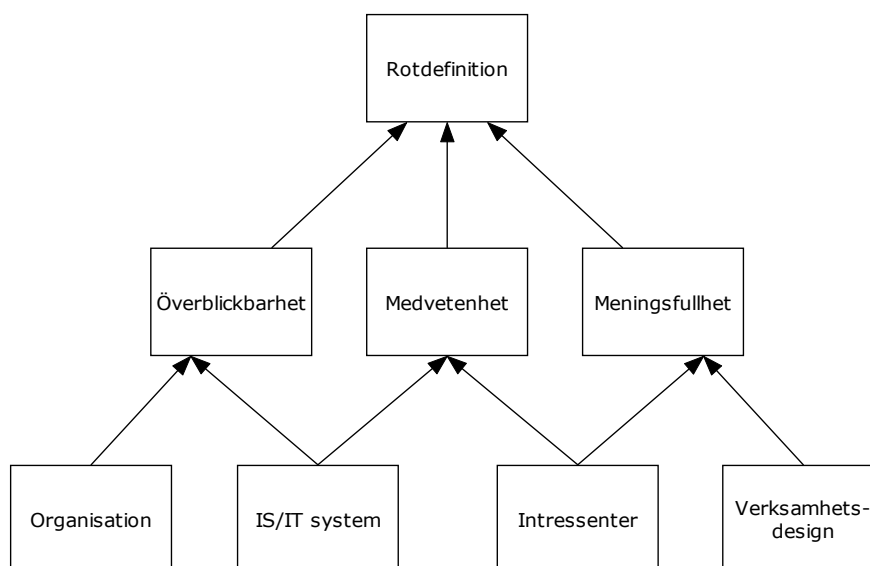 Rotdefinition
Överblickbarhet
Medvetenhet
Meningsfullhet
Organisation
IS/IT system
Intressenter
Verksamhets-
design